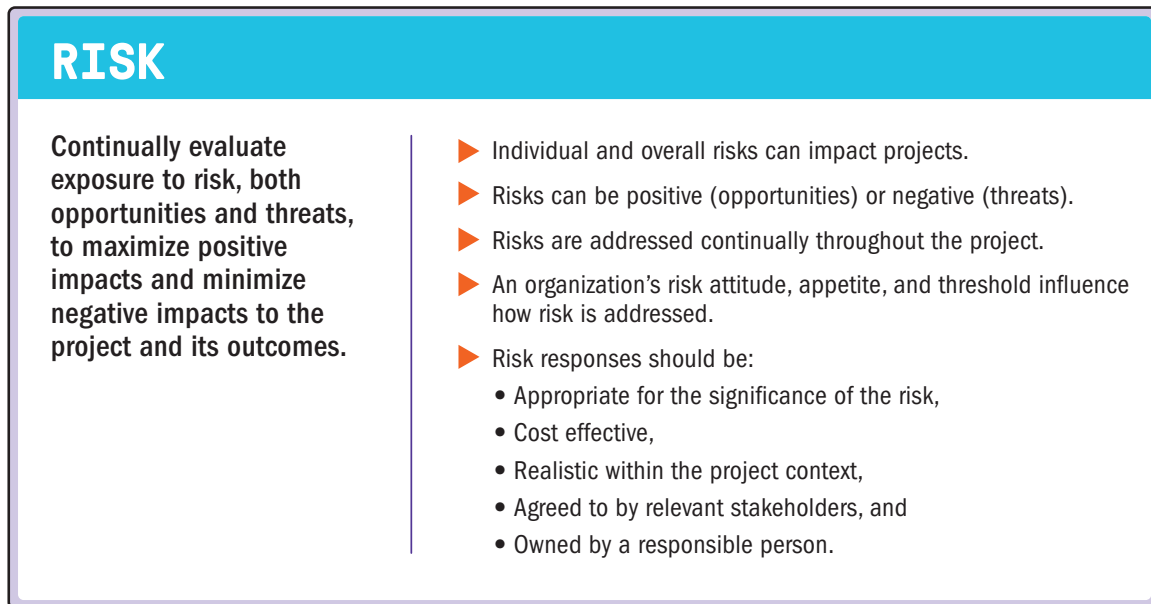 RISK
Continually evaluate
exposure to risk, both
opportunities and threats,
to maximize positive
impacts and minimize
negative impacts to the
project and its outcomes.
▶ Individual and overall risks can impact projects.
▶ Risks can be positive (opportunities) or negative (threats).
▶ Risks are addressed continually throughout the project.
▶ An organization’s risk attitude, appetite, and threshold influence
how risk is addressed.
▶ Risk responses should be:
• Appropriate for the significance of the risk,
• Cost effective,
• Realistic within the project context,
• Agreed to by relevant stakeholders, and
• Owned by a responsible person.